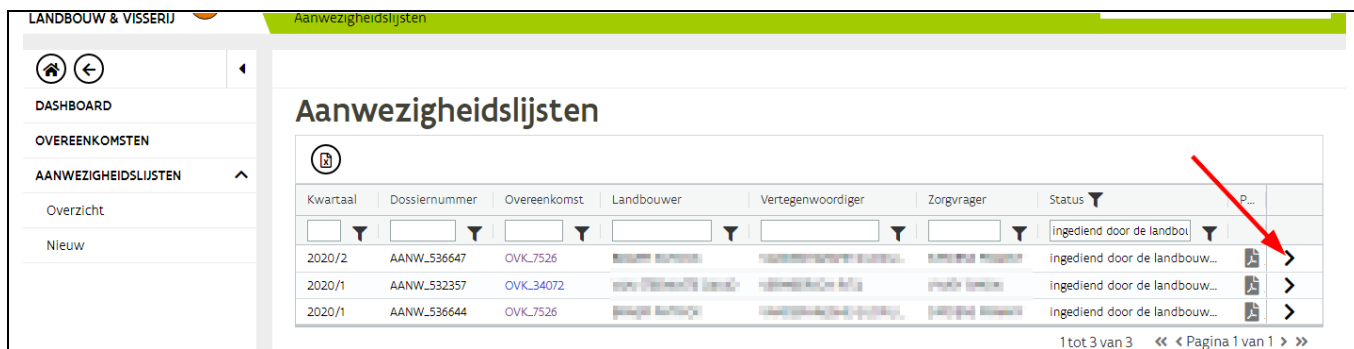 LANDBOUW & VISSERIJ
Aanwezigheidslijsten
DASHBOARD
OVEREENKOMSTEN
AANWEZIGHEIDSLIJSTEN
Overzicht
Nieuw
Aanwezigheidslijsten
Kwartaal Dossiernummer Overeenkomst Landbouwer Vertegenwoordiger Zorgvrager Status P...
ingediend door de landbou
2020/2 AANW_536647 OVK_7526 ingediend door de landbouw...
2020/1 AANW_532357 OVK_34072 ingediend door de landbouw...
2020/1 AANW_536644 OVK_7526 ingediend door de landbouw...
1 tot 3 van 3 « < Pagina 1 van 1 > »